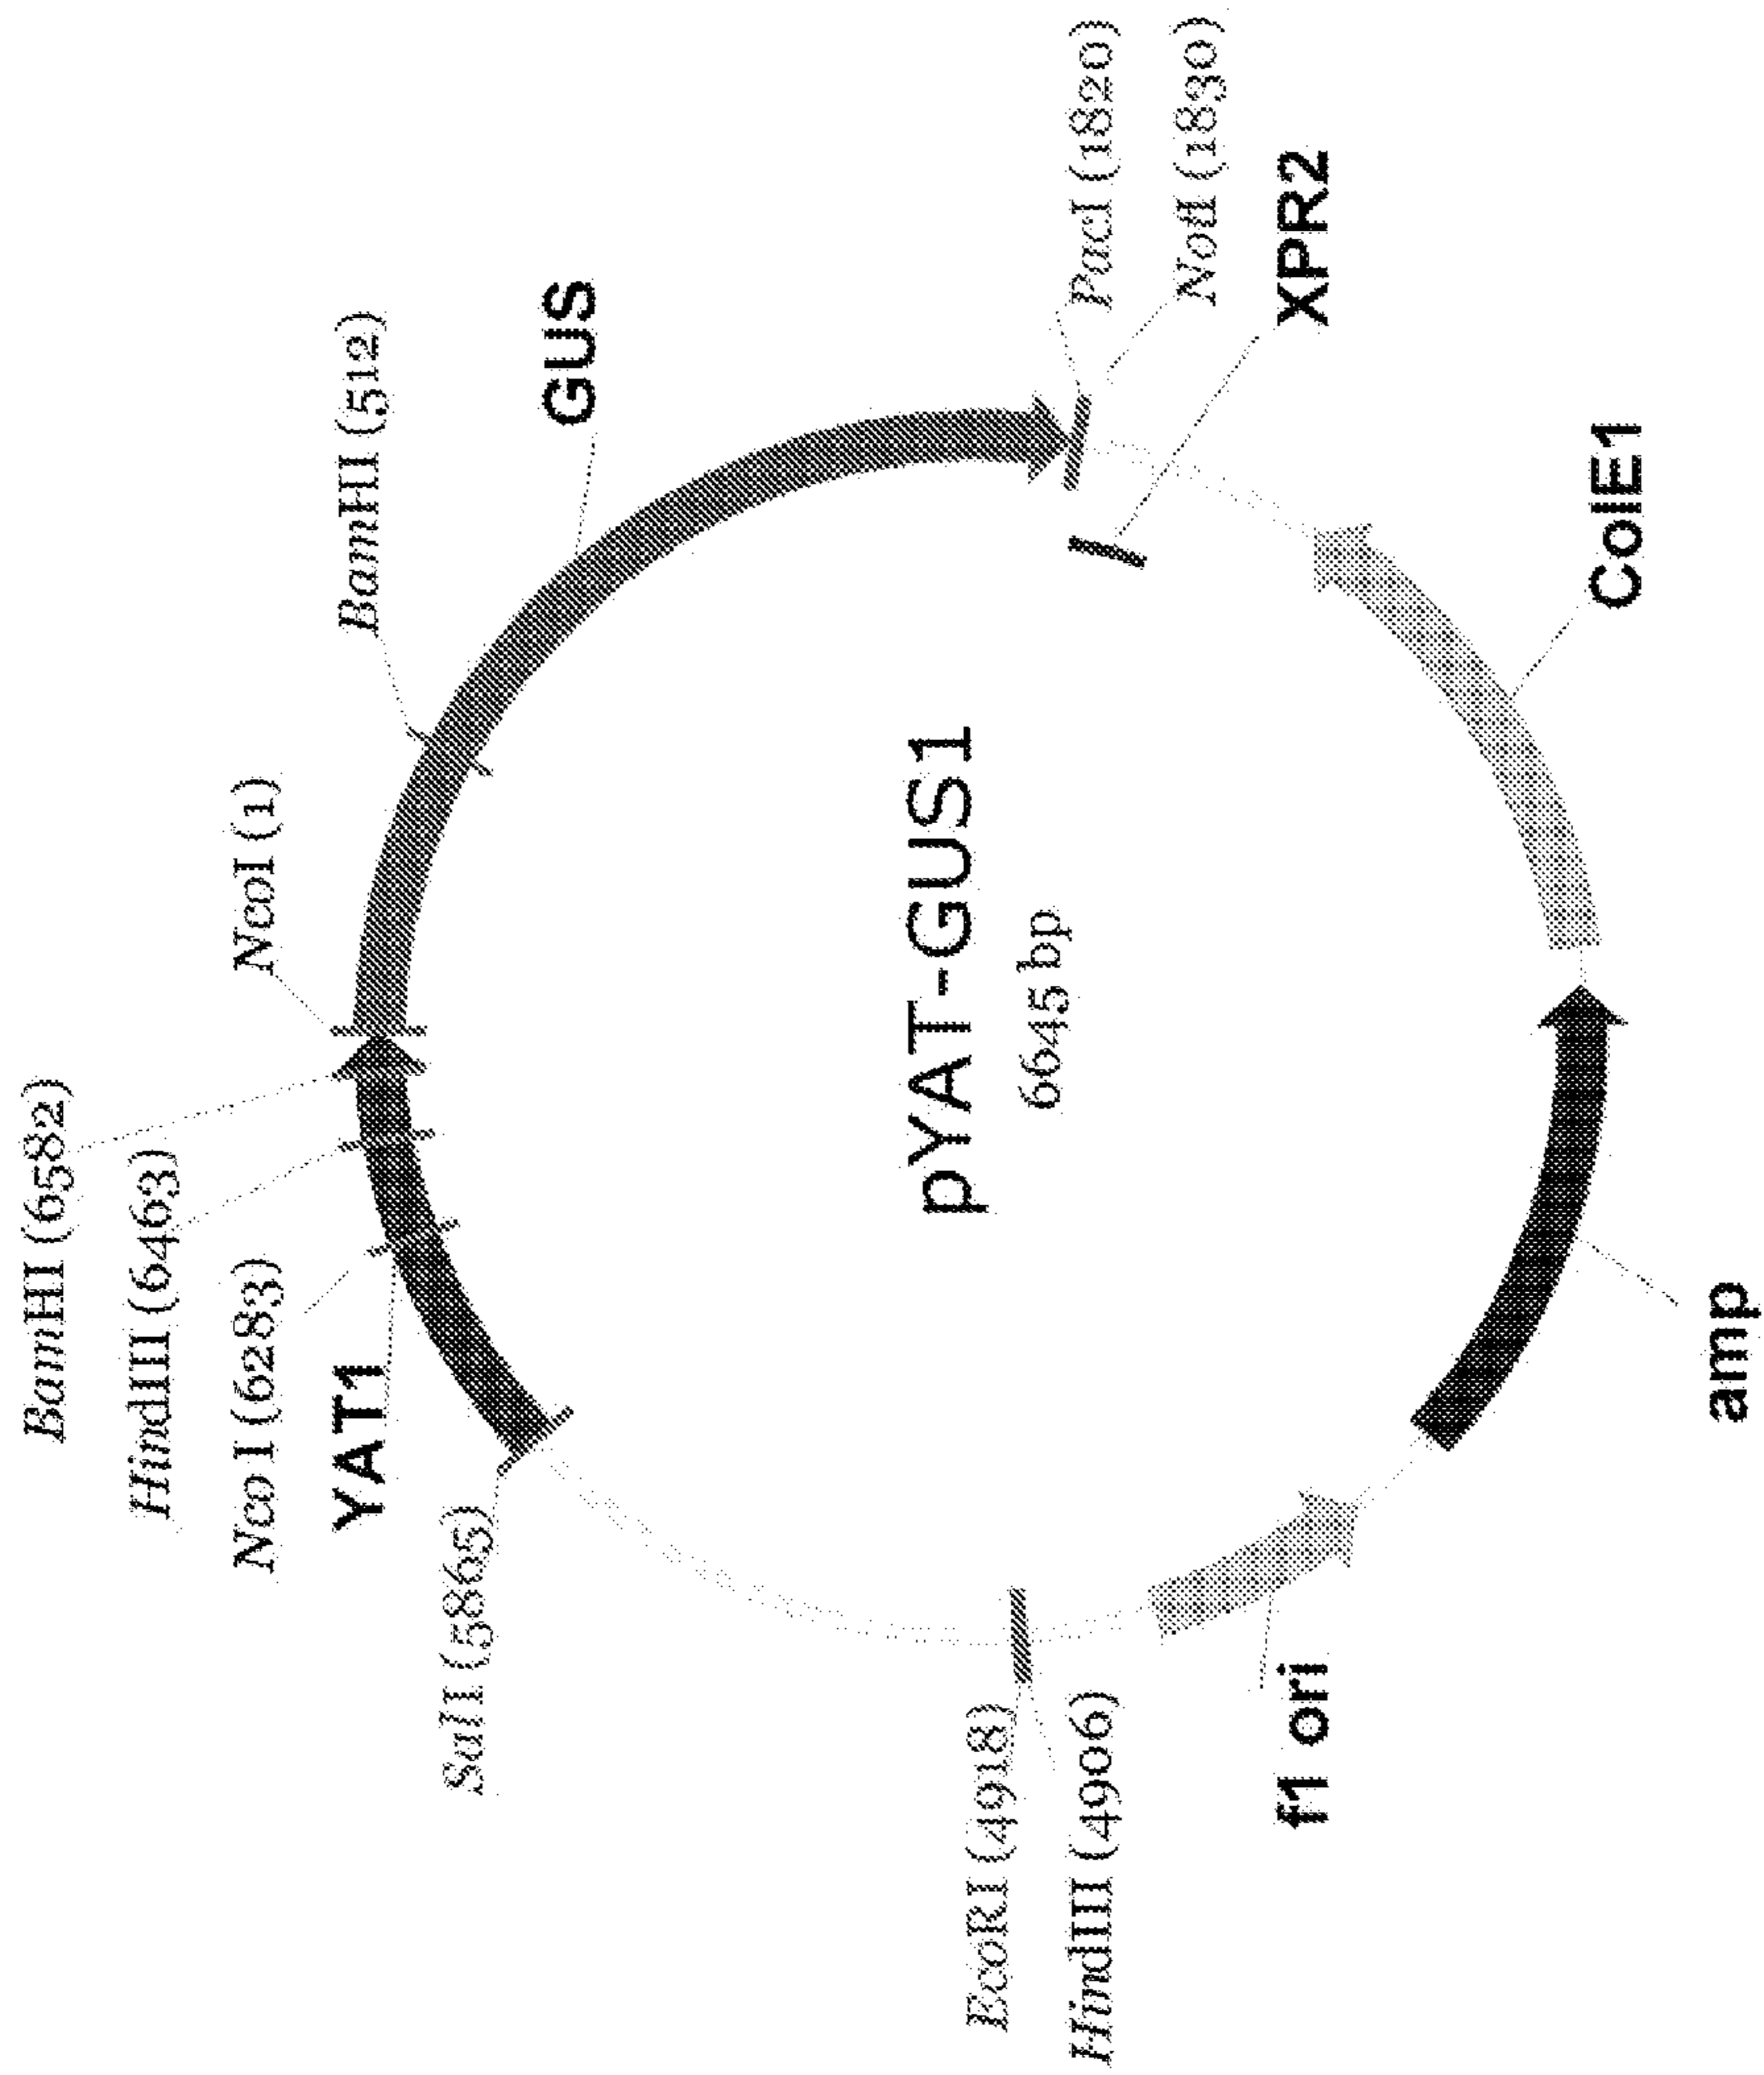 BamHI (6582)
HindIII (6463)
NcoI (6283)
YAT1
SalI (5865)
NcoI (1)
BamHI (512)
GUS
pYAT-GUS1
6645 bp
EcoRI (4918)
HindIII (4906)
PacI (1820)
NotI (1830)
XPR2
f1 ori
ColE1
amp